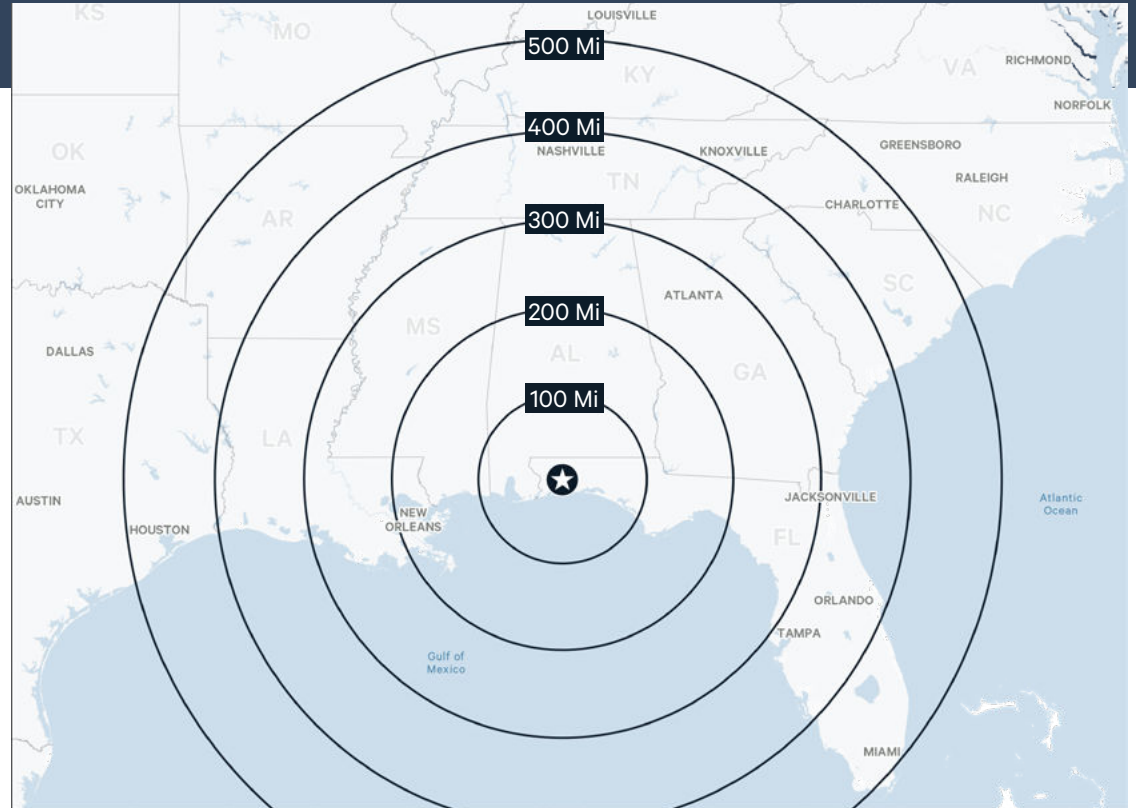 KS
LOUISVILLE
MO
500 Mi
RICHMOND
VA
KY
NORFOLK
400 Mi
NASHVILLE
KNOXVILLE
GREENSBORO
OK
TN
RALEIGH
OKLAHOMA
CITY
AR
CHARLOTTE
NC
300 Mi
SC
ATLANTA
200 Mi
MS
DALLAS
AL
GA
100 Mi
TX
LA
AUSTIN
JACKSONVILLE
Atlantic
Ocean
NEW
ORLEANS
HOUSTON
FL
ORLANDO
TAMPA
Gulf of
Mexico
MIAMI